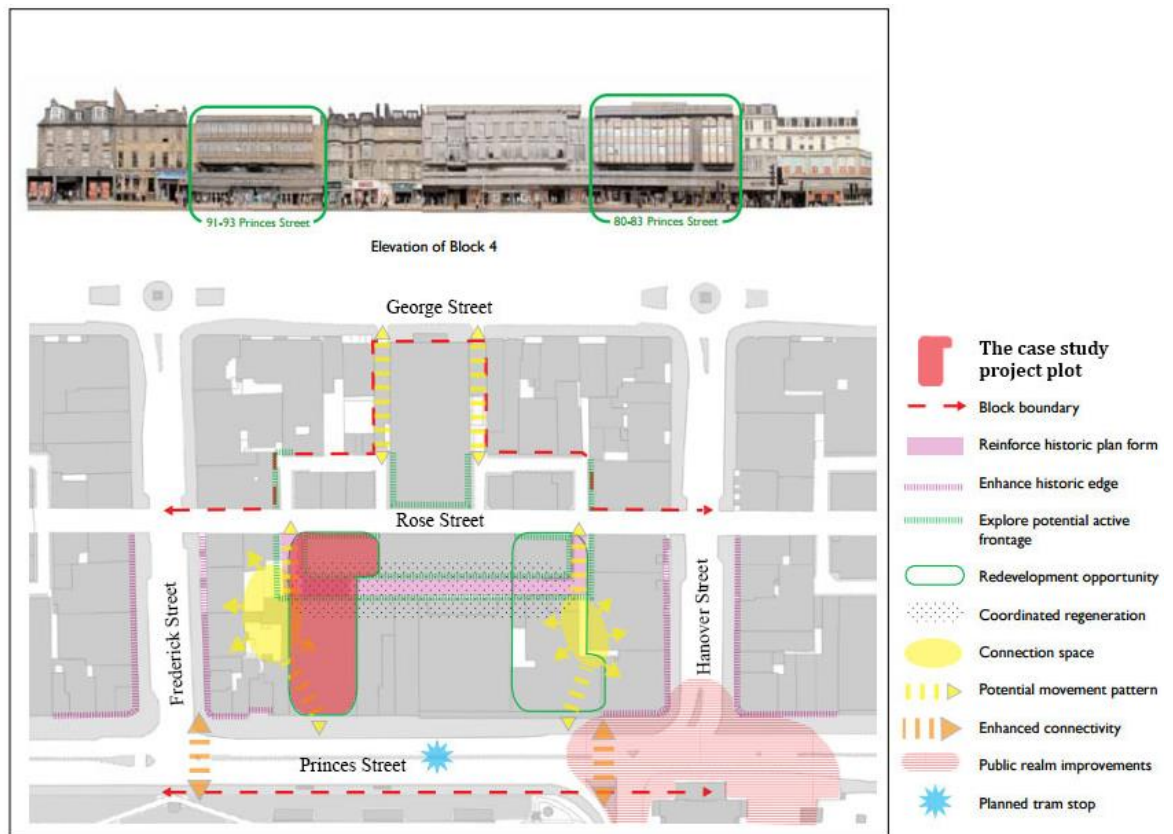 91-93 Princes Street
80-83 Princes Street
Elevation of Block 4
George Street
Rose Street
Frederick Street
Hanover Street
Princes Street
The case study
project plot
Block boundary
Reinforce historic plan form
Enhance historic edge
Explore potential active
frontage
Redevelopment opportunity
Coordinated regeneration
Connection space
Potential movement pattern
Enhanced connectivity
Public realm improvements
Planned tram stop